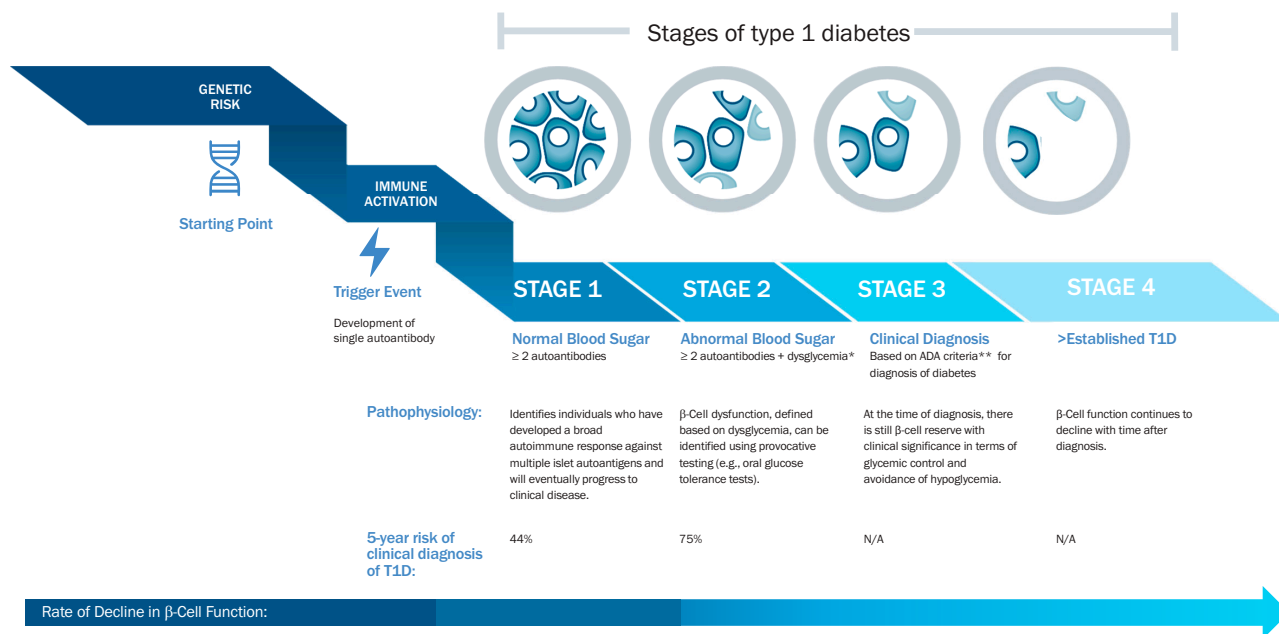 Stages of type 1 diabetes
GENETIC
RISK
Starting Point
IMMUNE
ACTIVATION
Trigger Event
Development of
single autoantibody
STAGE 1
Normal Blood Sugar
≥ 2 autoantibodies
STAGE 2
Abnormal Blood Sugar
≥ 2 autoantibodies + dysglycemia*
STAGE 3
Clinical Diagnosis
Based on ADA criteria** for
diagnosis of diabetes
STAGE 4
>Established T1D
Pathophysiology:
Identifies individuals who have
developed a broad
autoimmune response against
multiple islet autoantigens and
will eventually progress to
clinical disease.
β-Cell dysfunction, defined
based on dysglycemia, can be
identified using provocative
testing (e.g., oral glucose
tolerance tests).
At the time of diagnosis, there
is still β-cell reserve with
clinical significance in terms of
glycemic control and
avoidance of hypoglycemia.
β-Cell function continues to
decline with time after
diagnosis.
5-year risk of
clinical diagnosis
of T1D:
44%
75%
N/A
N/A
Rate of Decline in β-Cell Function: